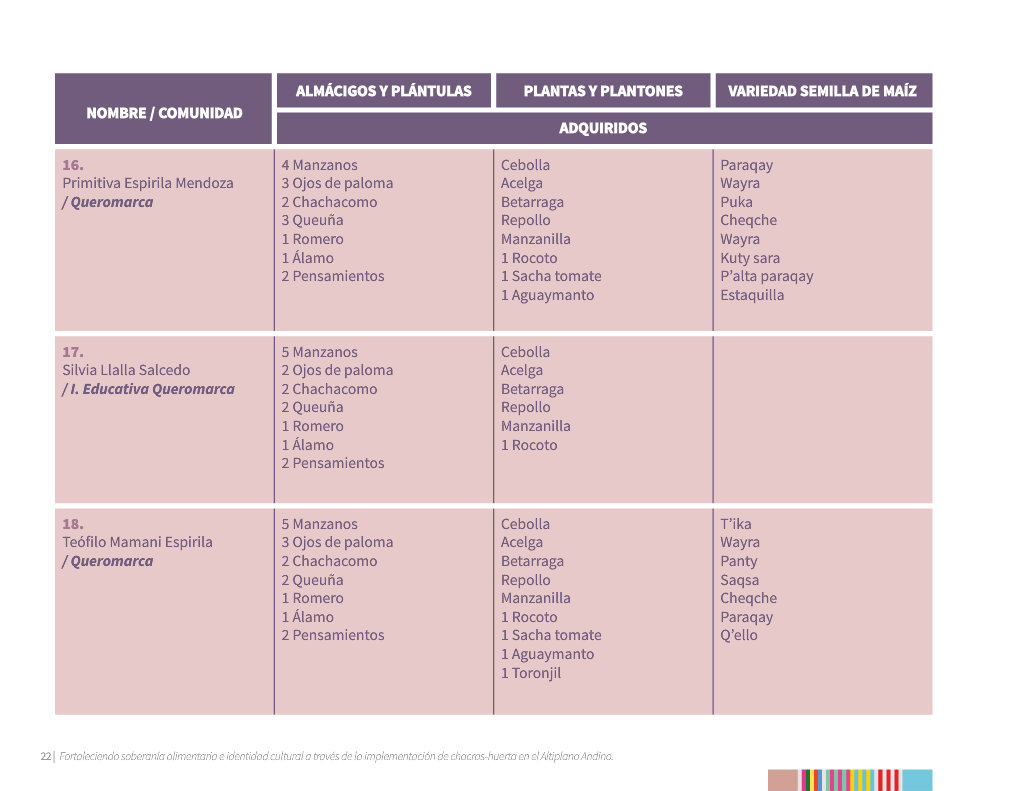 NOMBRE / COMUNIDAD
ALMÁCIGOS Y PLÁNTULAS
PLANTAS Y PLANTONES
VARIEDAD SEMILLA DE MAÍZ
ADQUIRIDOS
16.
Primitiva Espirila Mendoza
/ Queromarca
4 Manzanos
3 Ojos de paloma
2 Chachacomo
3 Queuña
1 Romero
1 Álamo
2 Pensamientos
Cebolla
Acelga
Betarraga
Repollo
Manzanilla
1 Rocoto
1 Sacha tomate
1 Aguaymanto
Paraqay
Wayra
Puka
Cheqche
Wayra
Kuty sara
P’alta paraqay
Estaquilla
17.
Silvia Llalla Salcedo
/ I. Educativa Queromarca
5 Manzanos
2 Ojos de paloma
2 Chachacomo
2 Queuña
1 Romero
1 Álamo
2 Pensamientos
Cebolla
Acelga
Betarraga
Repollo
Manzanilla
1 Rocoto
18.
Teófilo Mamani Espirila
/ Queromarca
5 Manzanos
3 Ojos de paloma
2 Chachacomo
2 Queuña
1 Romero
1 Álamo
2 Pensamientos
Cebolla
Acelga
Betarraga
Repollo
Manzanilla
1 Rocoto
1 Sacha tomate
1 Aguaymanto
1 Toronjil
T’ika
Wayra
Panty
Saqsa
Cheqche
Paraqay
Q’ello
22 | Fortaleciendo soberanía alimentaria e identidad cultural a través de la implementación de chacras-huerta en el Altiplano Andino.